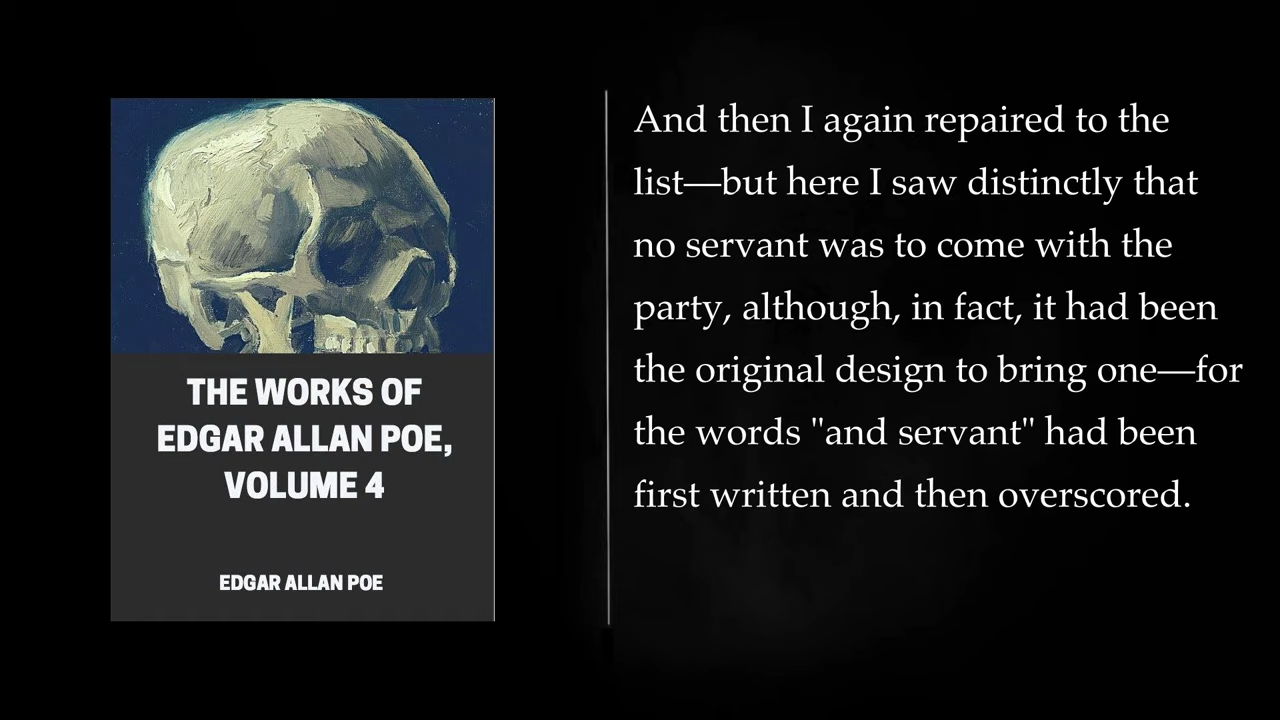 THE WORKS OF
EDGAR ALLAN POE,
VOLUME 4
EDGAR ALLAN POE
And then I again repaired to the
list—but here I saw distinctly that
no servant was to come with the
party, although, in fact, it had been
the original design to bring one—for
the words "and servant" had been
first written and then overscored.